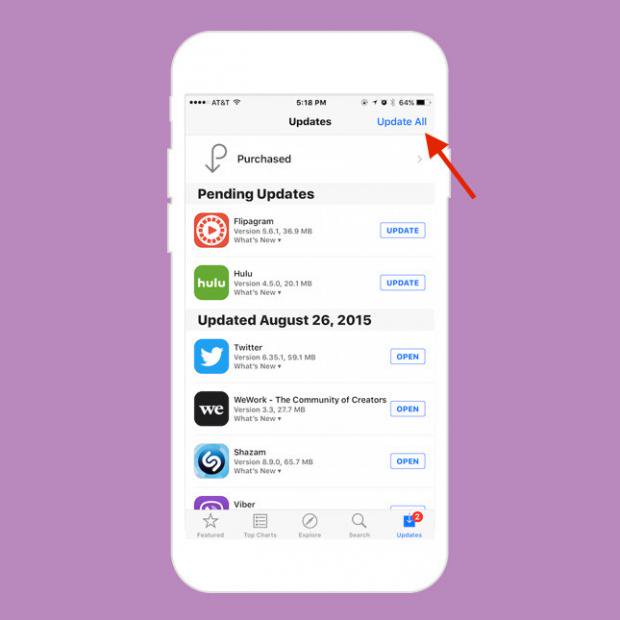 AT&T 5:18 PM 64%
Updates Update All
Purchased
Pending Updates
Flipagram
Version 5.6.1, 36.9 MB
What's New ▾
UPDATE
hulu
Hulu
Version 4.5.0, 20.1 MB
What's New ▾
UPDATE
Updated August 26, 2015
Twitter
Version 6.35.1, 59.1 MB
What's New ▾
OPEN
we
WeWork - The Community of Creators
Version 3.3, 27.7 MB
What's New ▾
OPEN
Shazam
Version 8.9.0, 65.7 MB
What's New ▾
OPEN
Viber
2
Featured Top Charts Explore Search Updates